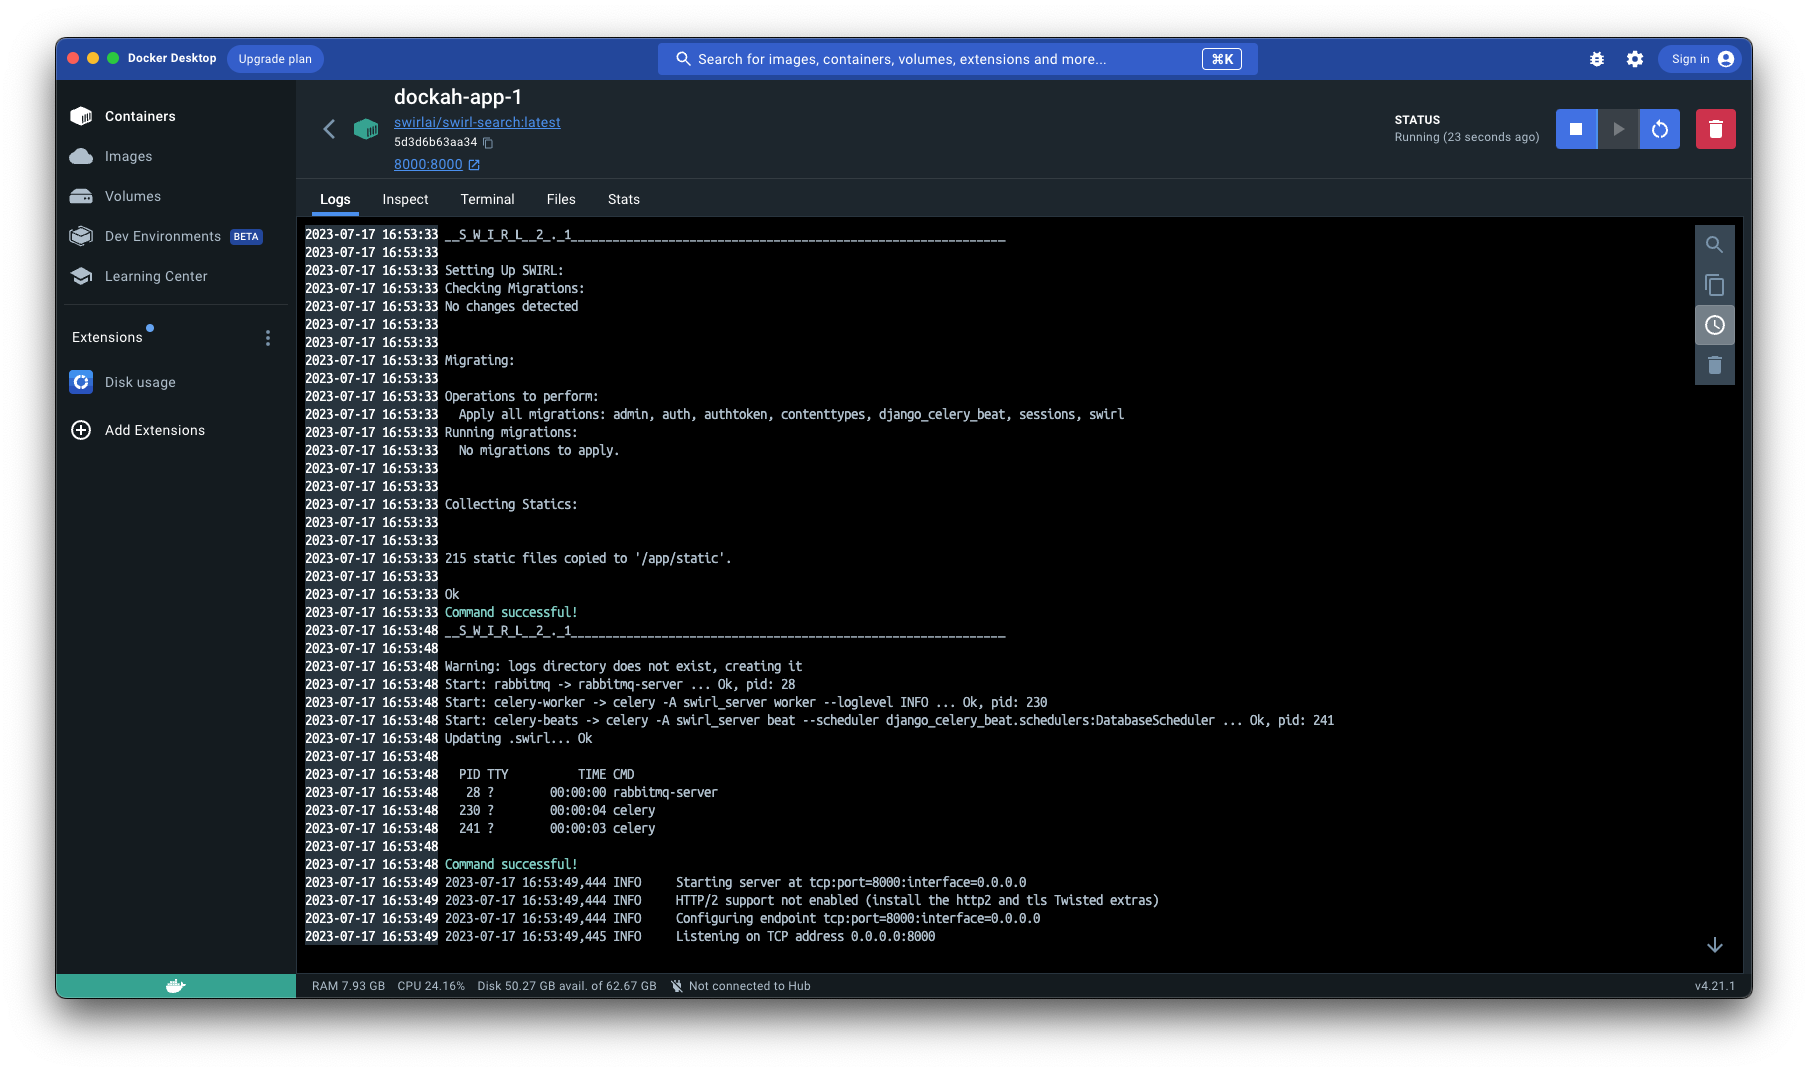 Docker Desktop
Upgrade plan
Search for images, containers, volumes, extensions and more...
⌘K
Sign in
Containers
Images
Volumes
Dev Environments BETA
Learning Center
Extensions
Disk usage
Add Extensions
dockah-app-1
swirlai/swirl-search:latest
5d3d6b63aa34
8000:8000
STATUS
Running (23 seconds ago)
Logs Inspect Terminal Files Stats
2023-07-17 16:53:33 __S_W_I_R_L__2_._1______________________________________________________________
2023-07-17 16:53:33
2023-07-17 16:53:33 Setting Up SWIRL:
2023-07-17 16:53:33 Checking Migrations:
2023-07-17 16:53:33 No changes detected
2023-07-17 16:53:33
2023-07-17 16:53:33
2023-07-17 16:53:33 Migrating:
2023-07-17 16:53:33
2023-07-17 16:53:33 Operations to perform:
2023-07-17 16:53:33   Apply all migrations: admin, auth, authtoken, contenttypes, django_celery_beat, sessions, swirl
2023-07-17 16:53:33 Running migrations:
2023-07-17 16:53:33   No migrations to apply.
2023-07-17 16:53:33
2023-07-17 16:53:33
2023-07-17 16:53:33 Collecting Statics:
2023-07-17 16:53:33
2023-07-17 16:53:33
2023-07-17 16:53:33 215 static files copied to '/app/static'.
2023-07-17 16:53:33
2023-07-17 16:53:33 Ok
2023-07-17 16:53:33 Command successful!
2023-07-17 16:53:48 __S_W_I_R_L__2_._1______________________________________________________________
2023-07-17 16:53:48
2023-07-17 16:53:48 Warning: logs directory does not exist, creating it
2023-07-17 16:53:48 Start: rabbitmq -> rabbitmq-server ... Ok, pid: 28
2023-07-17 16:53:48 Start: celery-worker -> celery -A swirl_server worker --loglevel INFO ... Ok, pid: 230
2023-07-17 16:53:48 Start: celery-beats -> celery -A swirl_server beat --scheduler django_celery_beat.schedulers:DatabaseScheduler ... Ok, pid: 241
2023-07-17 16:53:48 Updating .swirl... Ok
2023-07-17 16:53:48
2023-07-17 16:53:48   PID TTY          TIME CMD
2023-07-17 16:53:48    28 ?        00:00:00 rabbitmq-server
2023-07-17 16:53:48   230 ?        00:00:04 celery
2023-07-17 16:53:48   241 ?        00:00:03 celery
2023-07-17 16:53:48
2023-07-17 16:53:48 Command successful!
2023-07-17 16:53:49 2023-07-17 16:53:49,444 INFO     Starting server at tcp:port=8000:interface=0.0.0.0
2023-07-17 16:53:49 2023-07-17 16:53:49,444 INFO     HTTP/2 support not enabled (install the http2 and tls Twisted extras)
2023-07-17 16:53:49 2023-07-17 16:53:49,444 INFO     Configuring endpoint tcp:port=8000:interface=0.0.0.0
2023-07-17 16:53:49 2023-07-17 16:53:49,445 INFO     Listening on TCP address 0.0.0.0:8000
RAM 7.93 GB CPU 24.16% Disk 50.27 GB avail. of 62.67 GB Not connected to Hub
v4.21.1